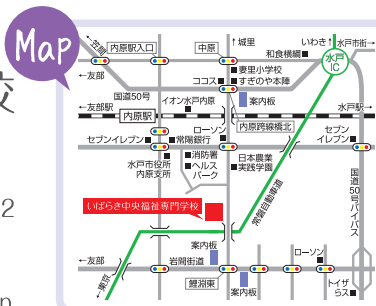 Map
校
2
n
←笠間
内原駅入口
中原
↑城里
いわき↑
水戸市街→
和食横綱
水戸
IC
←友部
妻里小学校
すぎのや本陣
ココス
国道50号
案内板
←友部駅
イオン水戸内原
水戸駅→
内原駅
内原跨線橋北
ローソン
セブンイレブン
常陽銀行
セブン
イレブン
水戸市役所
内原支所
消防署
ヘルス
パーク
日本農業
実践学園
国道50号バイパス
いばらき中央福祉専門学校
常磐自動車道
案内板
←友部
岩間街道
ローソン
←東京
鯉淵東
案内板
トイザ
らス